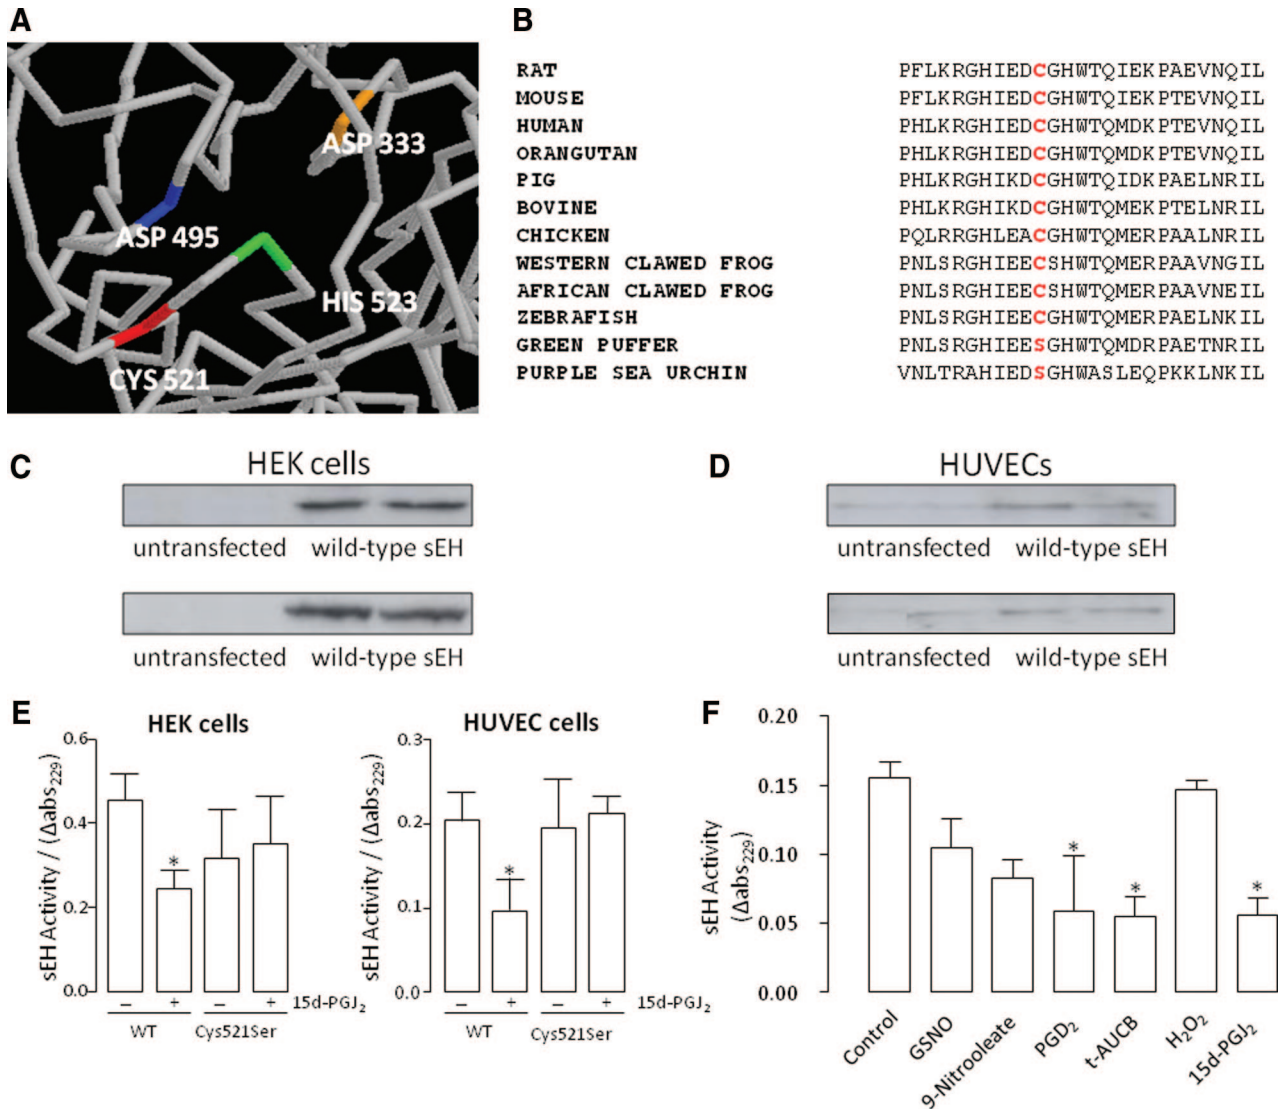 A
ASP 333
ASP 495
HIS 523
CYS 521
B
RAT PFLKRGHIEDCGHWTQIEKPAEVNQIL
MOUSE PFLKRGHIEDCGHWTQIEKPTEVNQIL
HUMAN PHLKRGHIEDCGHWTQMDKPTEVNQIL
ORANGUTAN PHLKRGHIEDCGHWTQMDKPTEVNQIL
PIG PHLKRGHIKDCGHWTQIDKPAELNRIL
BOVINE PHLKRGHIKDCGHWTQMEKPTELNRIL
CHICKEN PQLRRGHLEACGHWTQMERPAALNRIL
WESTERN CLAWED FROG PNLSRGHIEECSHWTQMERPAAVNGIL
AFRICAN CLAWED FROG PNLSRGHIEECSHWTQMERPAAVNEIL
ZEBRAFISH PNLSRGHIEECGHWTQMERPAELNKIL
GREEN PUFFER PNLSRGHIEESGHWTQMDRPAETNRIL
PURPLE SEA URCHIN VNLTRAHIEDSGHWASLEQPKKLNKIL
C
HEK cells
untransfected wild-type sEH
untransfected wild-type sEH
D
HUVECs
untransfected wild-type sEH
untransfected wild-type sEH
E
HEK cells
sEH Activity / (Δabs₂₂₉)
0.6
0.4
0.2
0.0
*
– + – + 15d-PGJ₂
WT Cys521Ser
HUVEC cells
sEH Activity / (Δabs₂₂₉)
0.3
0.2
0.1
0.0
*
– + – + 15d-PGJ₂
WT Cys521Ser
F
sEH Activity
(Δabs₂₂₉)
0.20
0.15
0.10
0.05
0.00
* * *
Control
GSNO
9-Nitrooleate
PGD₂
t-AUCB
H₂O₂
15d-PGJ₂